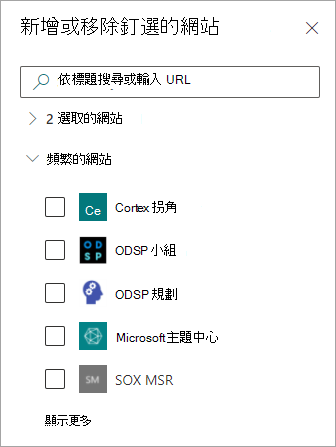 新增或移除釘選的網站
依標題搜尋或輸入 URL
2 選取的網站
頻繁的網站
Ce Cortex 拐角
ODSP ODSP 小組
ODSP 規劃
Microsoft主題中心
SM SOX MSR
顯示更多